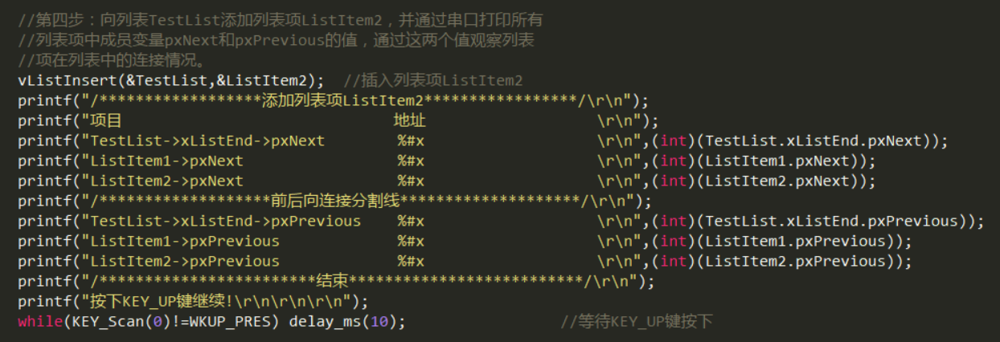 //第四步：向列表TestList添加列表项ListItem2，并通过串口打印所有
//列表项中成员变量pxNext和pxPrevious的值，通过这两个值观察列表
//项在列表中的连接情况。
vListInsert(&TestList,&ListItem2);  //插入列表项ListItem2
printf("/******************添加列表项ListItem2*****************/\r\n");
printf("项目                              地址                   \r\n");
printf("TestList->xListEnd->pxNext        %#x                   \r\n",(int)(TestList.xListEnd.pxNext));
printf("ListItem1->pxNext                 %#x                   \r\n",(int)(ListItem1.pxNext));
printf("ListItem2->pxNext                 %#x                   \r\n",(int)(ListItem2.pxNext));
printf("/*******************前后向连接分割线********************/\r\n");
printf("TestList->xListEnd->pxPrevious    %#x                   \r\n",(int)(TestList.xListEnd.pxPrevious));
printf("ListItem1->pxPrevious             %#x                   \r\n",(int)(ListItem1.pxPrevious));
printf("ListItem2->pxPrevious             %#x                   \r\n",(int)(ListItem2.pxPrevious));
printf("/************************结束**************************/\r\n");
printf("按下KEY_UP键继续!\r\n\r\n\r\n");
while(KEY_Scan(0)!=WKUP_PRES) delay_ms(10);                 //等待KEY_UP键按下